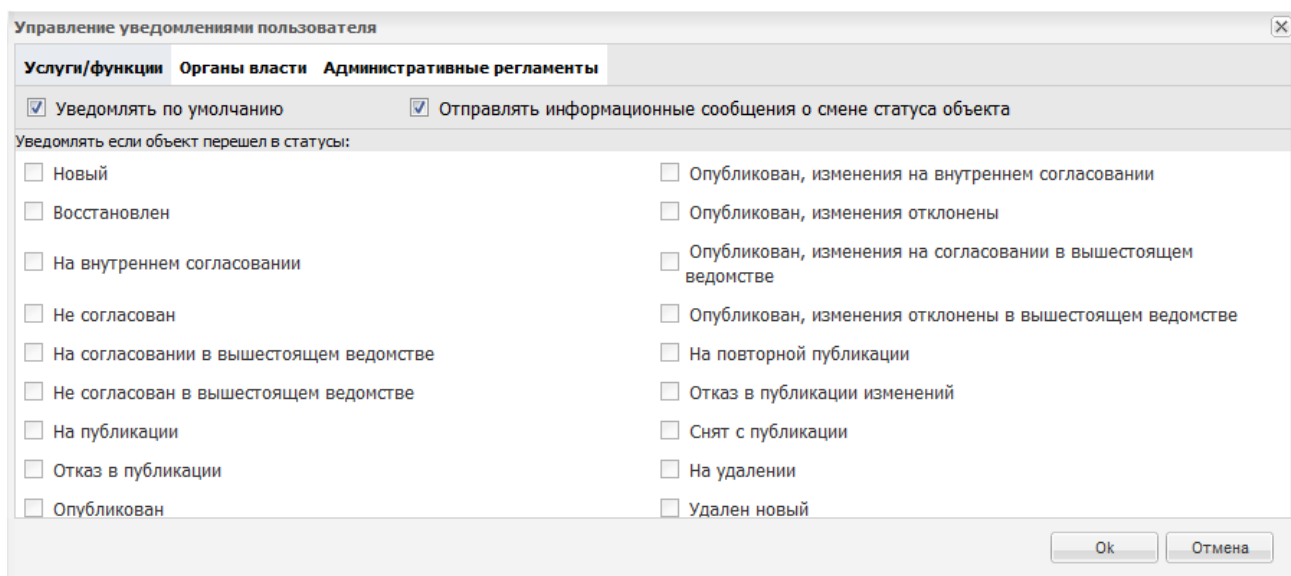 Управление уведомлениями пользователя
Услуги/функции Органы власти Административные регламенты
Уведомлять по умолчанию Отправлять информационные сообщения о смене статуса объекта
Уведомлять если объект перешел в статусы:
Новый Опубликован, изменения на внутреннем согласовании
Восстановлен Опубликован, изменения отклонены
На внутреннем согласовании Опубликован, изменения на согласовании в вышестоящем
ведомстве
Не согласован Опубликован, изменения отклонены в вышестоящем ведомстве
На согласовании в вышестоящем ведомстве На повторной публикации
Не согласован в вышестоящем ведомстве Отказ в публикации изменений
На публикации Снят с публикации
Отказ в публикации На удалении
Опубликован Удален новый
Ok Отмена